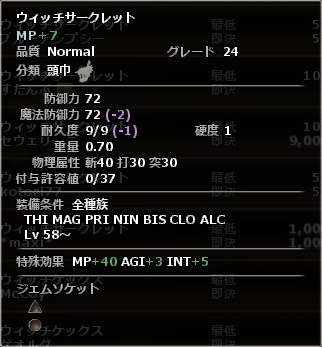 ウィッチサークレット
MP+7
品質 Normal グレード 24
分類 頭巾
防御力 72
魔法防御力 72 (-2)
耐久度 9/9 (-1) 硬度 1
重量 0.70
物理属性 斬40 打30 突30
付与許容値 0/37
装備条件 全種族
THI MAG PRI NIN BIS CLO ALC
Lv 58～
特殊効果 MP+40 AGI+3 INT+5
ジェムソケット